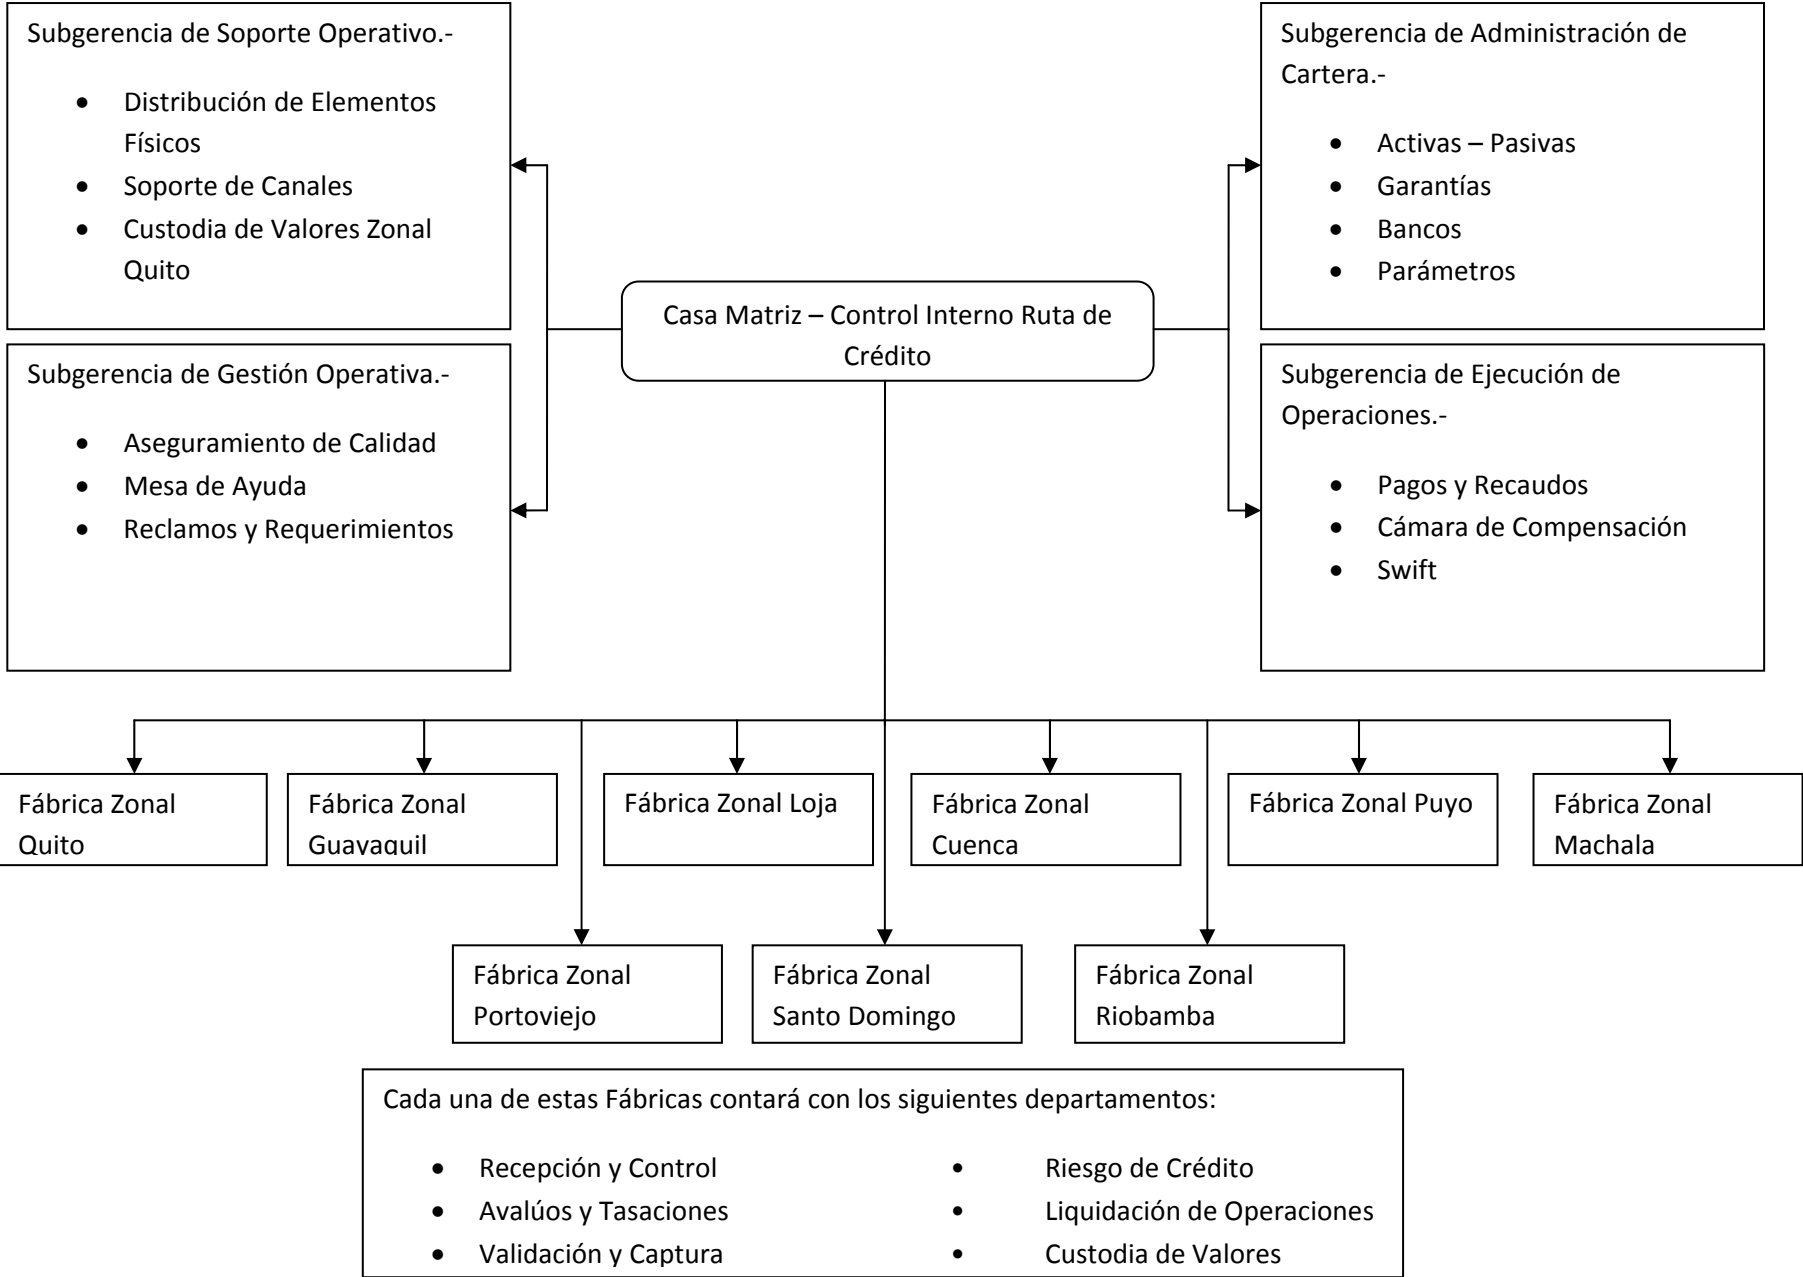 Subgerencia de Soporte Operativo.-
• Distribución de Elementos
Físicos
• Soporte de Canales
• Custodia de Valores Zonal
Quito
Subgerencia de Administración de
Cartera.-
• Activas – Pasivas
• Garantías
• Bancos
• Parámetros
Casa Matriz – Control Interno Ruta de
Crédito
Subgerencia de Gestión Operativa.-
• Aseguramiento de Calidad
• Mesa de Ayuda
• Reclamos y Requerimientos
Subgerencia de Ejecución de
Operaciones.-
• Pagos y Recaudos
• Cámara de Compensación
• Swift
Fábrica Zonal
Quito
Fábrica Zonal
Guayaquil
Fábrica Zonal Loja
Fábrica Zonal
Cuenca
Fábrica Zonal Puyo
Fábrica Zonal
Machala
Fábrica Zonal
Portoviejo
Fábrica Zonal
Santo Domingo
Fábrica Zonal
Riobamba
Cada una de estas Fábricas contará con los siguientes departamentos:
• Recepción y Control
• Avalúos y Tasaciones
• Validación y Captura
• Riesgo de Crédito
• Liquidación de Operaciones
• Custodia de Valores